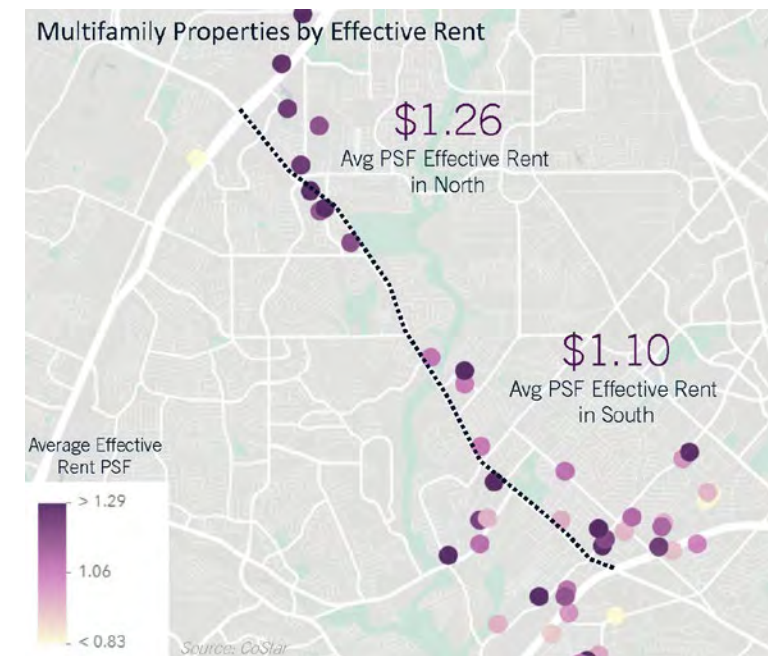 Multifamily Properties by Effective Rent
$1.26
Avg PSF Effective Rent
in North
$1.10
Avg PSF Effective Rent
in South
Average Effective
Rent PSF
> 1.29
1.06
< 0.83
Source: CoStar